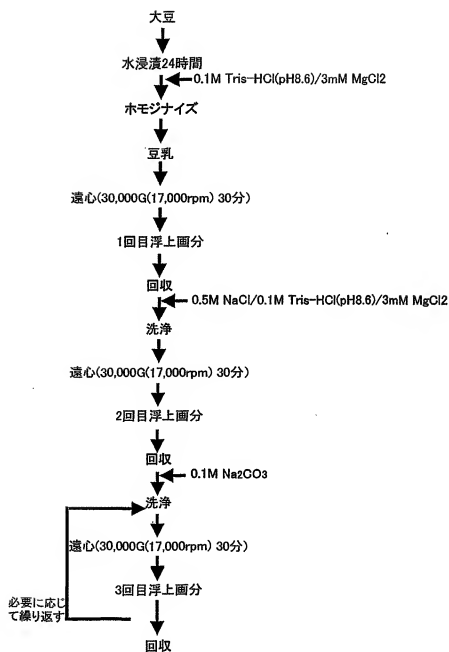 大豆
水浸漬24時間
0.1M Tris-HCl(pH8.6)/3mM MgCl2
ホモジナイズ
豆乳
遠心(30,000G(17,000rpm) 30分)
1回目浮上画分
回収
0.5M NaCl/0.1M Tris-HCl(pH8.6)/3mM MgCl2
洗浄
遠心(30,000G(17,000rpm) 30分)
2回目浮上画分
回収
0.1M Na2CO3
洗浄
遠心(30,000G(17,000rpm) 30分)
3回目浮上画分
必要に応じ
て繰り返す
回収